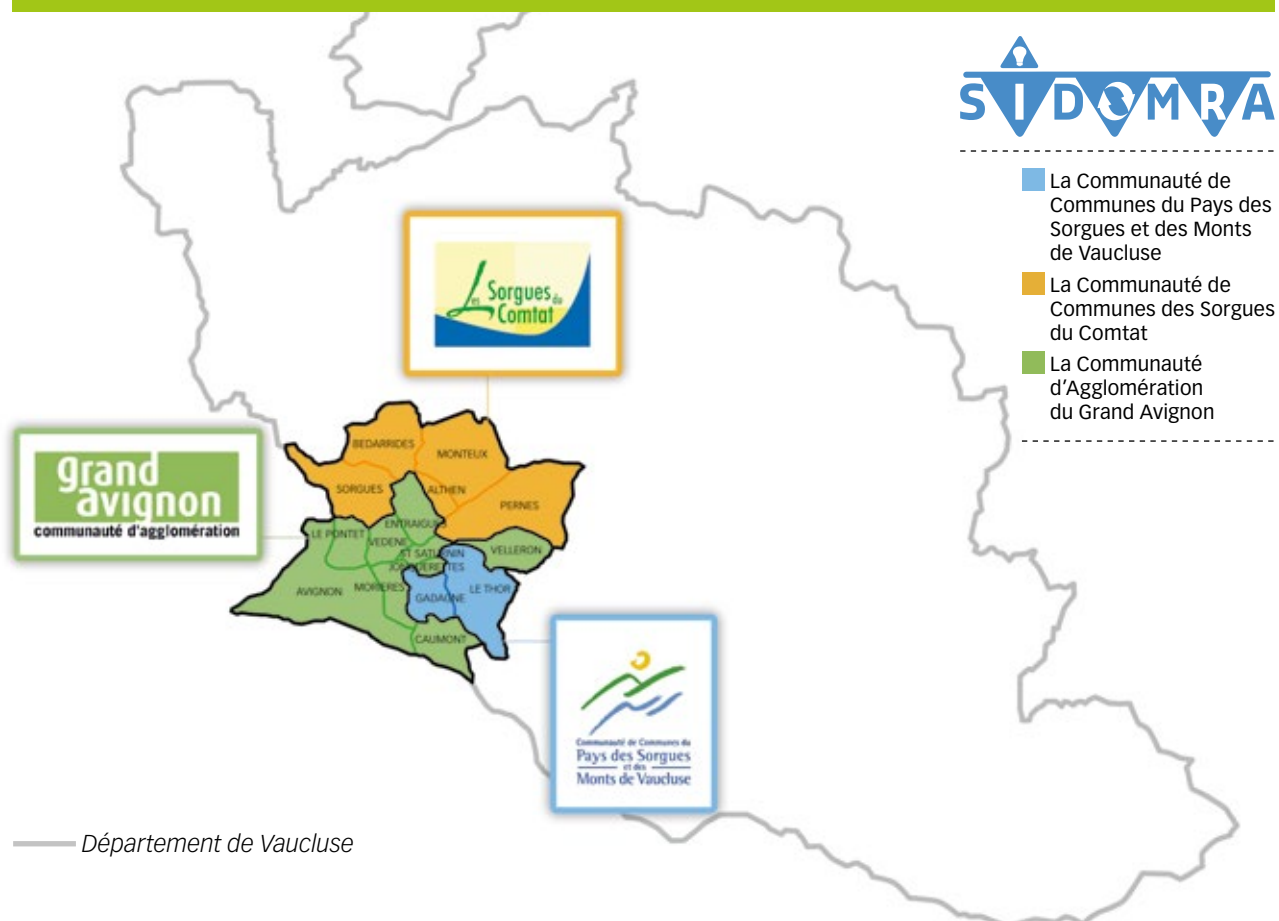 SIDOMRA
La Communauté de
Communes du Pays des
Sorgues et des Monts
de Vaucluse
La Communauté de
Communes des Sorgues
du Comtat
La Communauté
d'Agglomération
du Grand Avignon
Les Sorgues du
Comtat
grand
avignon
communauté d'agglomération
BEDARRIDES
MONTEUX
SORGUES
ALTHEN
PERNES
ENTRAIGUES
LE PONTET
VEDENE
ST SATURNIN
VELLERON
JONQUERETTES
AVIGNON
MORIERES
GADAGNE
LE THOR
CAUMONT
Communauté de Communes du
Pays des Sorgues
et des
Monts de Vaucluse
Département de Vaucluse